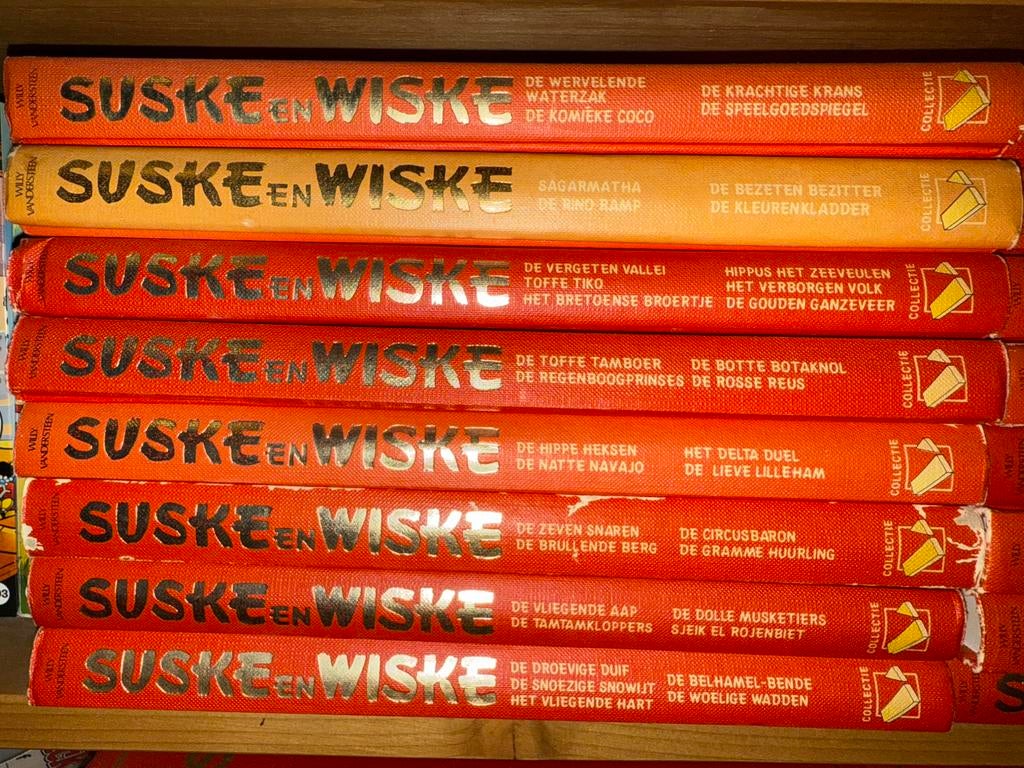 WILLY
VANDERSTEEN
SUSKE EN WISKE
DE WERVELENDE
WATERZAK
DE KOMIEKE COCO
DE KRACHTIGE KRANS
DE SPEELGOEDSPIEGEL
COLLECTIE
WILLY
VANDERSTEEN
SUSKE EN WISKE
SAGARMATHA
DE RINO RAMP
DE BEZETEN BEZITTER
DE KLEURENKLADDER
COLLECTIE
WILLY
VANDERSTEEN
SUSKE EN WISKE
DE VERGETEN VALLEI
TOFFE TIKO
HET BRETOENSE BROERTJE
HIPPUS HET ZEEVEULEN
HET VERBORGEN VOLK
DE GOUDEN GANZEVEER
COLLECTIE
WILLY
VANDERSTEEN
SUSKE EN WISKE
DE TOFFE TAMBOER
DE REGENBOOGPRINSES
DE BOTTE BOTAKNOL
DE ROSSE REUS
COLLECTIE
WILLY
VANDERSTEEN
SUSKE EN WISKE
DE HIPPE HEKSEN
DE NATTE NAVAJO
HET DELTA DUEL
DE LIEVE LILLEHAM
COLLECTIE
WILLY
VANDERSTEEN
SUSKE EN WISKE
DE ZEVEN SNAREN
DE BRULLENDE BERG
DE CIRCUSBARON
DE GRAMME HUURLING
COLLECTIE
WILLY
VANDERSTEEN
SUSKE EN WISKE
DE VLIEGENDE AAP
DE TAMTAMKLOPPERS
DE DOLLE MUSKETIERS
SJEIK EL ROJENBIET
COLLECTIE
WILLY
VANDERSTEEN
SUSKE EN WISKE
DE DROEVIGE DUIF
DE SNOEZIGE SNOWIJT
HET VLIEGENDE HART
DE BELHAMEL-BENDE
DE WOELIGE WADDEN
COLLECTIE